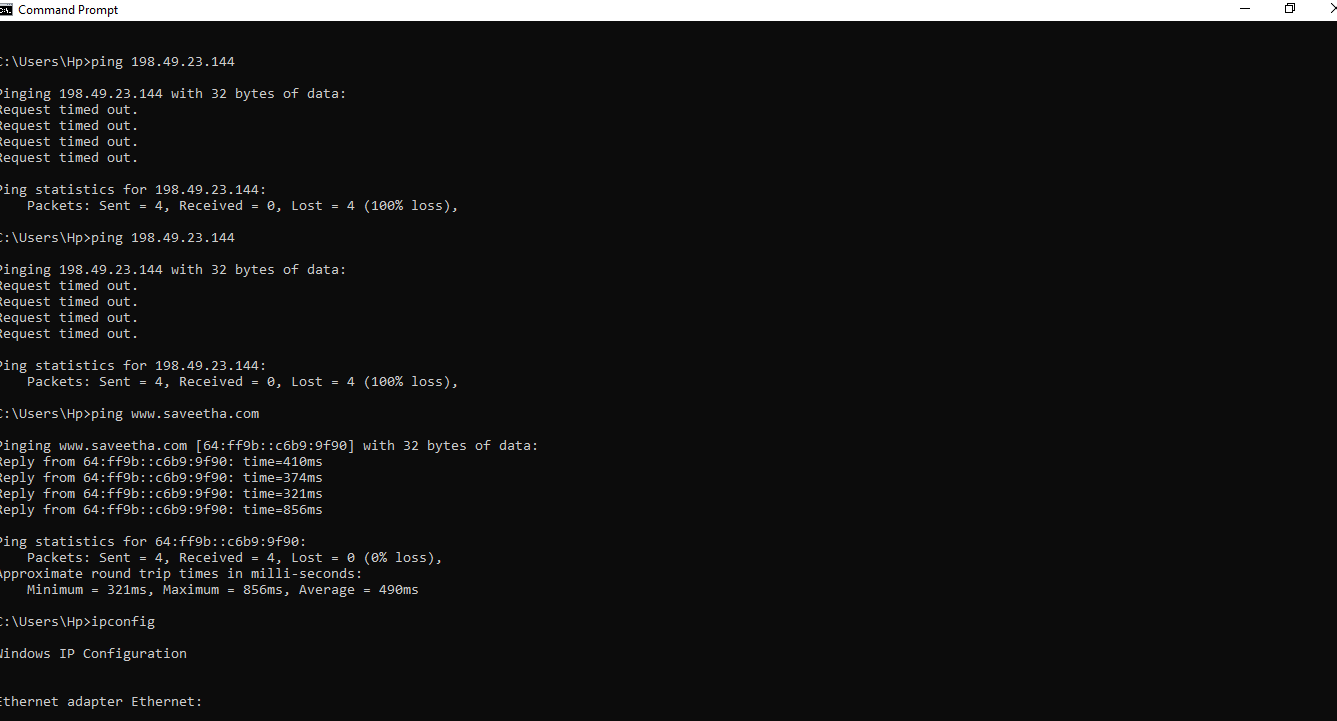 Command Prompt
C:\Users\Hp>ping 198.49.23.144
Pinging 198.49.23.144 with 32 bytes of data:
Request timed out.
Request timed out.
Request timed out.
Request timed out.
Ping statistics for 198.49.23.144:
Packets: Sent = 4, Received = 0, Lost = 4 (100% loss),
C:\Users\Hp>ping 198.49.23.144
Pinging 198.49.23.144 with 32 bytes of data:
Request timed out.
Request timed out.
Request timed out.
Request timed out.
Ping statistics for 198.49.23.144:
Packets: Sent = 4, Received = 0, Lost = 4 (100% loss),
C:\Users\Hp>ping www.saveetha.com
Pinging www.saveetha.com [64:ff9b::c6b9:9f90] with 32 bytes of data:
Reply from 64:ff9b::c6b9:9f90: time=410ms
Reply from 64:ff9b::c6b9:9f90: time=374ms
Reply from 64:ff9b::c6b9:9f90: time=321ms
Reply from 64:ff9b::c6b9:9f90: time=856ms
Ping statistics for 64:ff9b::c6b9:9f90:
Packets: Sent = 4, Received = 4, Lost = 0 (0% loss),
Approximate round trip times in milli-seconds:
Minimum = 321ms, Maximum = 856ms, Average = 490ms
C:\Users\Hp>ipconfig
Windows IP Configuration
Ethernet adapter Ethernet: